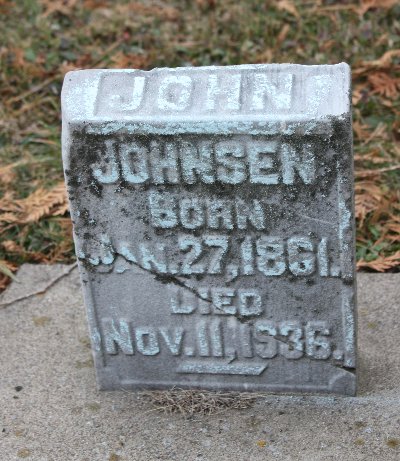 JOHN
JOHNSEN
BORN
JAN. 27, 1861.
DIED
NOV. 11, 1936.